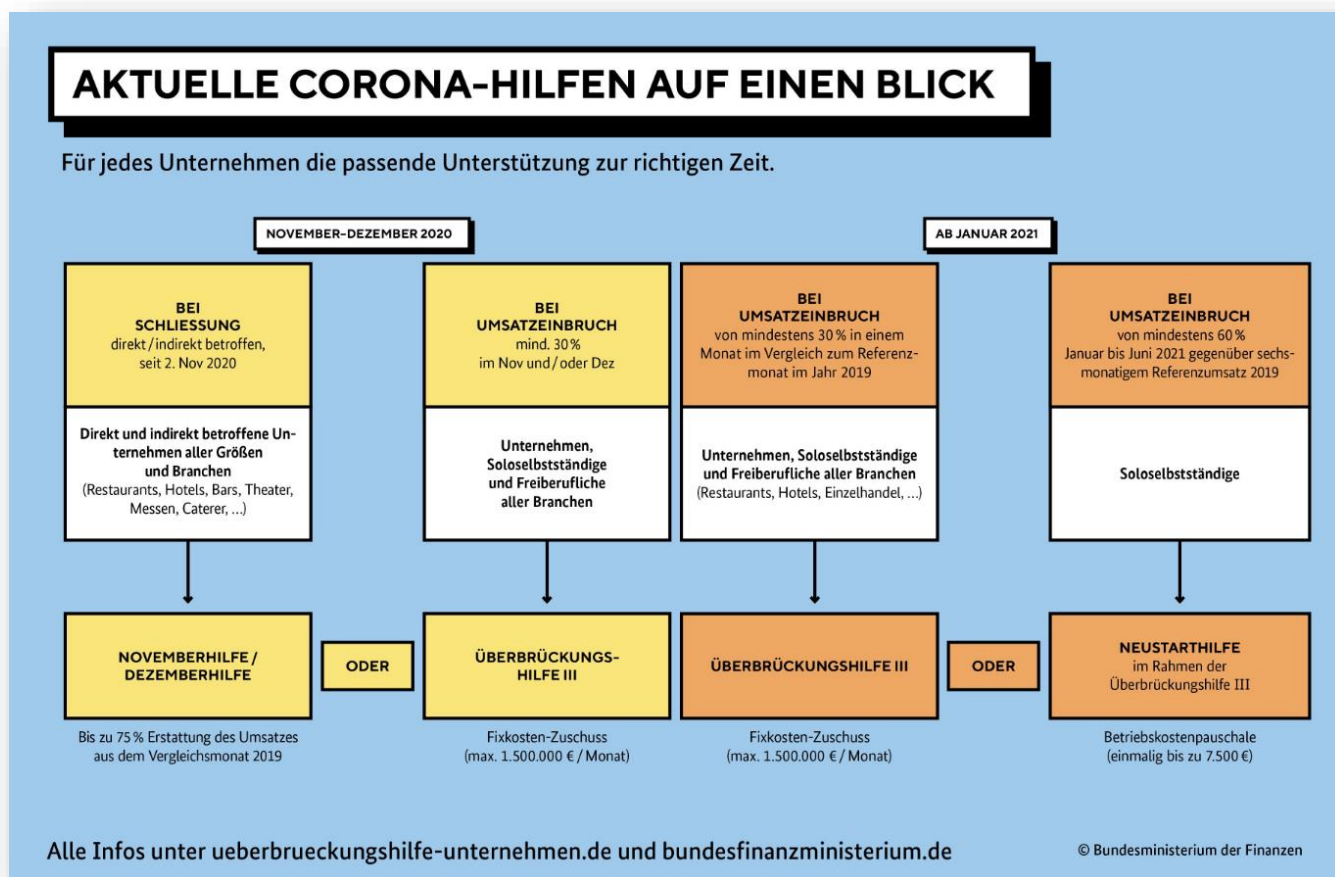 AKTUELLE CORONA-HILFEN AUF EINEN BLICK
Für jedes Unternehmen die passende Unterstützung zur richtigen Zeit.
NOVEMBER–DEZEMBER 2020
BEI
SCHLIESSUNG
direkt / indirekt betroffen,
seit 2. Nov 2020
Direkt und indirekt betroffene Un-
ternehmen aller Größen
und Branchen
(Restaurants, Hotels, Bars, Theater,
Messen, Caterer, ...)
NOVEMBERHILFE /
DEZEMBERHILFE
Bis zu 75 % Erstattung des Umsatzes
aus dem Vergleichsmonat 2019
ODER
BEI
UMSATZEINBRUCH
mind. 30 %
im Nov und / oder Dez
Unternehmen,
Soloselbstständige
und Freiberufliche
aller Branchen
ÜBERBRÜCKUNGS-
HILFE III
Fixkosten-Zuschuss
(max. 1.500.000 € / Monat)
AB JANUAR 2021
BEI
UMSATZEINBRUCH
von mindestens 30 % in einem
Monat im Vergleich zum Referenz-
monat im Jahr 2019
Unternehmen, Soloselbstständige
und Freiberufliche aller Branchen
(Restaurants, Hotels, Einzelhandel, ...)
ÜBERBRÜCKUNGSHILFE III
Fixkosten-Zuschuss
(max. 1.500.000 € / Monat)
ODER
BEI
UMSATZEINBRUCH
von mindestens 60 %
Januar bis Juni 2021 gegenüber sechs-
monatigem Referenzumsatz 2019
Soloselbstständige
NEUSTARTHILFE
im Rahmen der
Überbrückungshilfe III
Betriebskostenpauschale
(einmalig bis zu 7.500 €)
Alle Infos unter ueberbrueckungshilfe-unternehmen.de und bundesfinanzministerium.de
© Bundesministerium der Finanzen